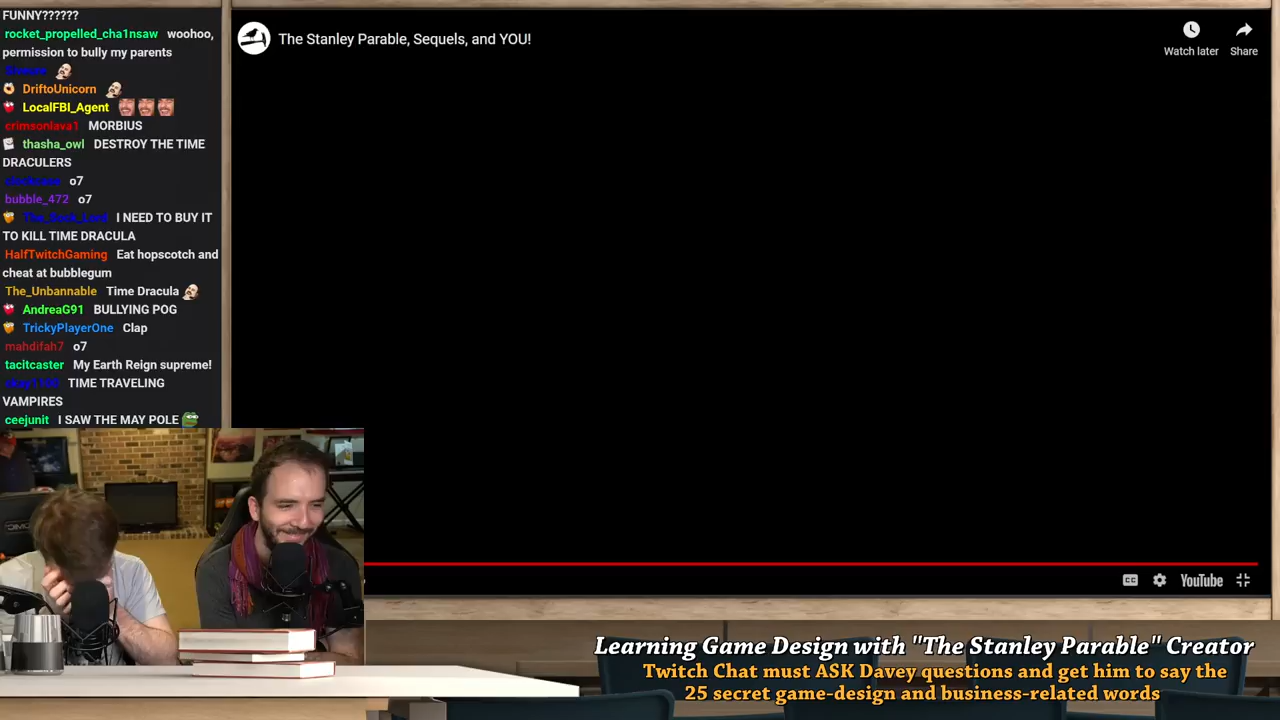 FUNNY??????
rocket_propelled_cha1nsaw woohoo,
permission to bully my parents
DriftoUnicorn
LocalFBI_Agent
crimsonlava1 MORBIUS
thasha_owl DESTROY THE TIME
DRACULERS
o7
bubble_472 o7
The_Suck_Lord I NEED TO BUY IT
TO KILL TIME DRACULA
HalfTwitchGaming Eat hopscotch and
cheat at bubblegum
The_Unbannable Time Dracula
AndreaG91 BULLYING POG
TrickyPlayerOne Clap
mahdifah7 o7
tacitcaster My Earth Reign supreme!
TIME TRAVELING
VAMPIRES
ceejunit I SAW THE MAY POLE
The Stanley Parable, Sequels, and YOU!
Watch later
Share
CC
YouTube
Learning Game Design with "The Stanley Parable" Creator
Twitch Chat must ASK Davey questions and get him to say the
25 secret game-design and business-related words